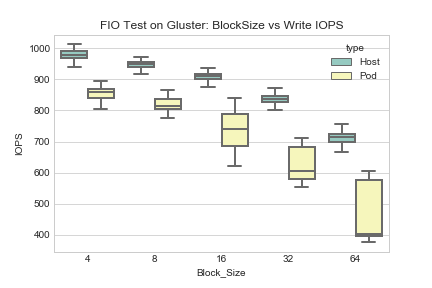 FIO Test on Gluster: BlockSize vs Write IOPS
type
Host
Pod
1000
900
800
700
600
500
400
IOPS
4 8 16 32 64
Block_Size